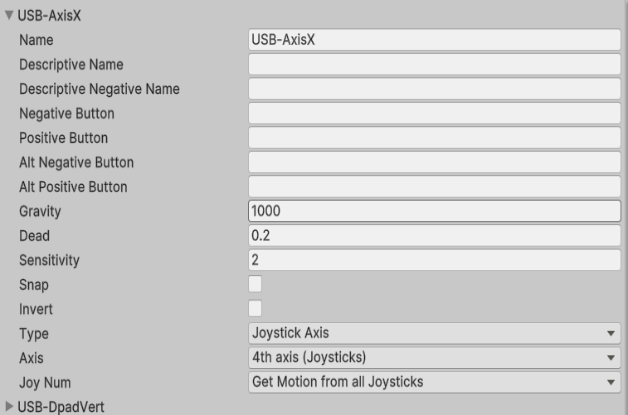 USB-AxisX
Name USB-AxisX
Descriptive Name
Descriptive Negative Name
Negative Button
Positive Button
Alt Negative Button
Alt Positive Button
Gravity 1000
Dead 0.2
Sensitivity 2
Snap
Invert
Type Joystick Axis
Axis 4th axis (Joysticks)
Joy Num Get Motion from all Joysticks
USB-DpadVert